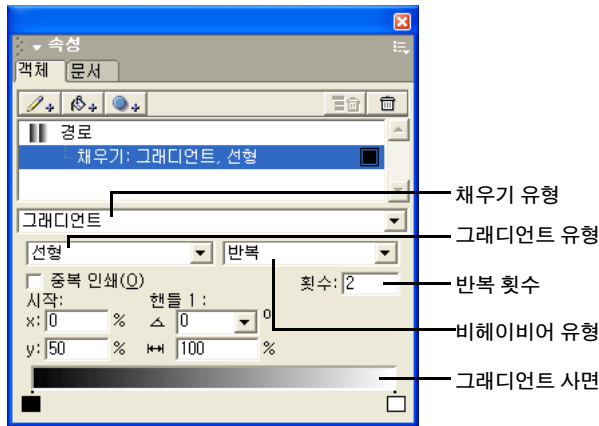 속성
객체 문서
경로
채우기: 그래디언트, 선형
그래디언트
선형 반복
중복 인쇄(O) 횟수: 2
시작: 핸들 1 :
x: 0 % 0 °
y: 50 % 100 %
채우기 유형
그래디언트 유형
반복 횟수
비헤이비어 유형
그래디언트 사면